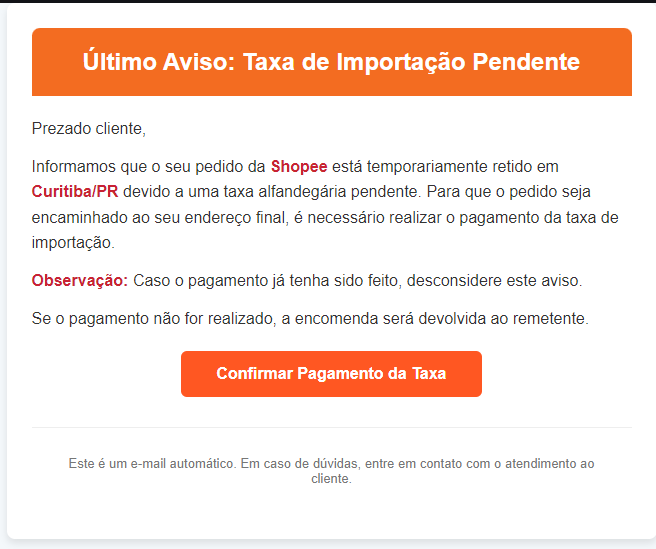 Último Aviso: Taxa de Importação Pendente
Prezado cliente,
Informamos que o seu pedido da Shopee está temporariamente retido em
Curitiba/PR devido a uma taxa alfandegária pendente. Para que o pedido seja
encaminhado ao seu endereço final, é necessário realizar o pagamento da taxa de
importação.
Observação: Caso o pagamento já tenha sido feito, desconsidere este aviso.
Se o pagamento não for realizado, a encomenda será devolvida ao remetente.
Confirmar Pagamento da Taxa
Este é um e-mail automático. Em caso de dúvidas, entre em contato com o atendimento ao
cliente.